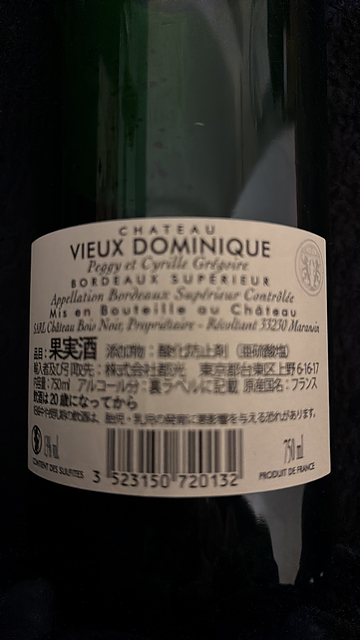 CHATEAU
VIEUX DOMINIQUE
Peggy et Cyrille Grégoire
BORDEAUX SUPÉRIEUR
Appellation Bordeaux Supérieur Contrôlée
Mis en Bouteille au Château
SARL Château Bois Noir, Propriétaire - Récoltant 33230 Maransin
品目：果実酒 添加物：酸化防止剤（亜硫酸塩）
輸入者及び引取先：株式会社都光 東京都台東区上野6-16-17
内容量：750ml アルコール分：裏ラベルに記載 原産国名：フランス
飲酒は20歳になってから
妊娠中や授乳期の飲酒は、胎児・乳児の発育に悪影響を与える恐れがあります。
13% vol.
750 ml
CONTIENT DES SULFITES
PRODUIT DE FRANCE
3 523150 720132